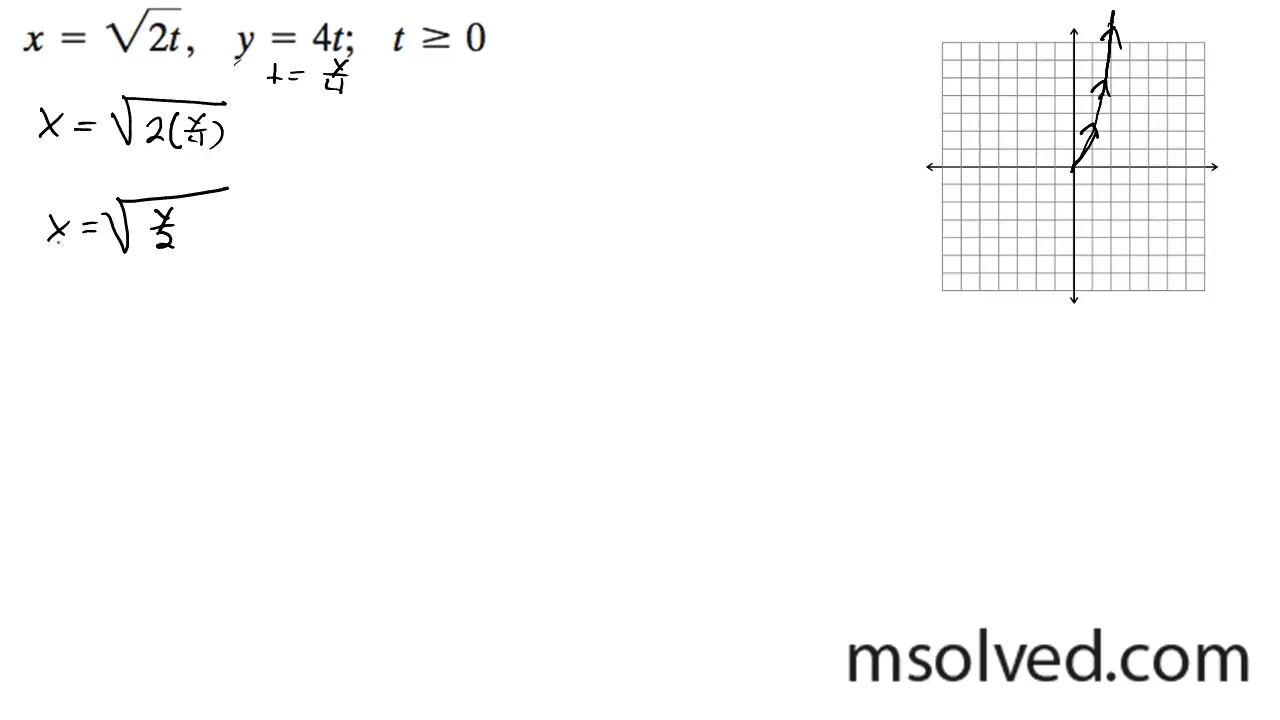 x = √2t, y = 4t; t ≥ 0
t = y/4
x = √2(y/4)
x = √y/2
msolved.com